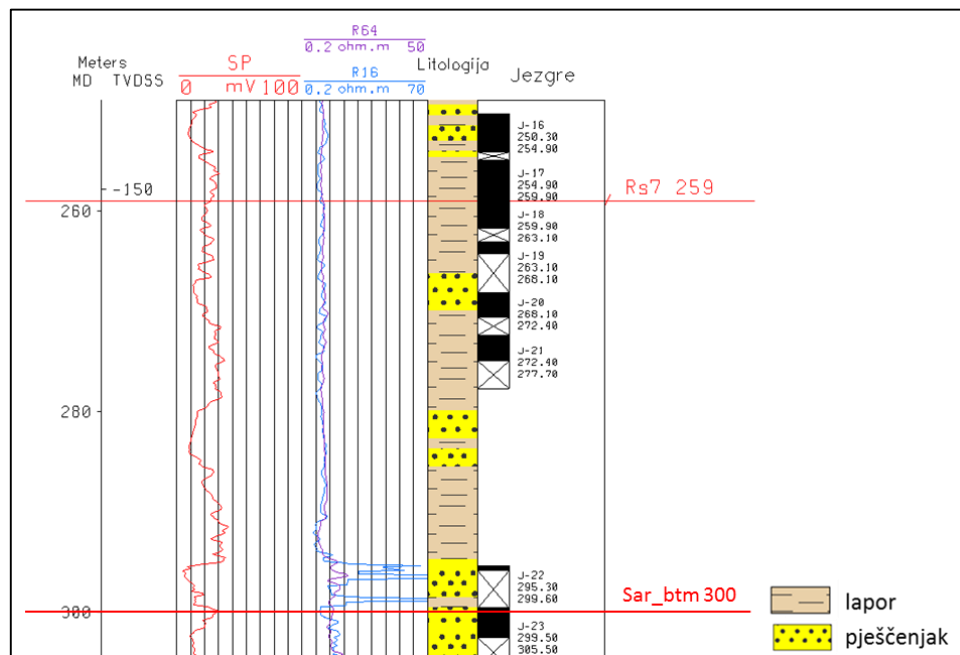 R64
0.2 ohm.m 50
Meters
SP
R16
Litologija
Jezgre
MD TVDSS
0 mV 100
0.2 ohm.m 70
J-16
250.30
254.90
J-17
254.90
259.90
-150
Rs7 259
260
J-18
259.90
263.10
J-19
263.10
268.10
J-20
268.10
272.40
J-21
272.40
277.70
280
J-22
295.30
299.60
Sar_btm 300
300
J-23
299.50
305.50
lapor
pješčenjak